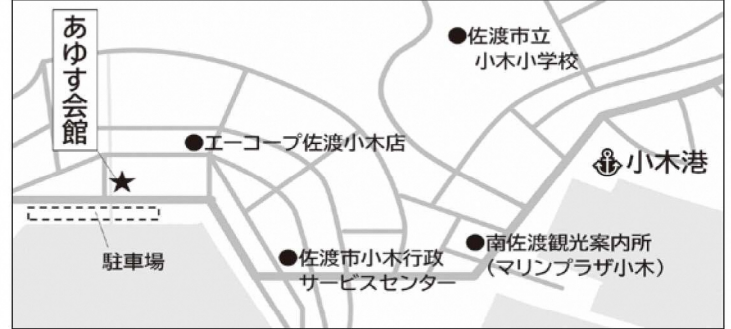 あゆす会館
●佐渡市立
小木小学校
●エーコープ佐渡小木店
小木港
駐車場
●佐渡市小木行政
サービスセンター
●南佐渡観光案内所
（マリンプラザ小木）